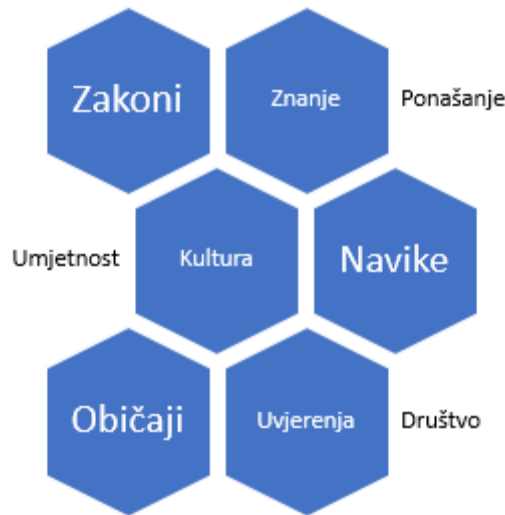 Zakoni
Znanje
Ponašanje
Umjetnost
Kultura
Navike
Običaji
Uvjerenja
Društvo